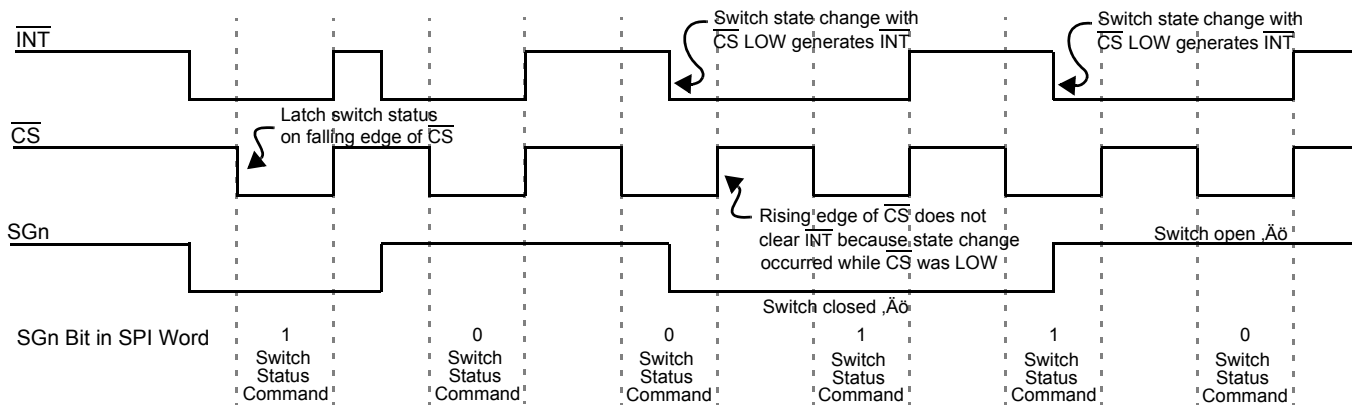 INT
Switch state change with
CS LOW generates INT
Switch state change with
CS LOW generates INT
CS
Latch switch status
on falling edge of CS
SGn
Rising edge of CS does not
clear INT because state change
occurred while CS was LOW
Switch open ‚Äö
Switch closed ‚Äö
SGn Bit in SPI Word
1
Switch
Status
Command
0
Switch
Status
Command
0
Switch
Status
Command
1
Switch
Status
Command
1
Switch
Status
Command
0
Switch
Status
Command